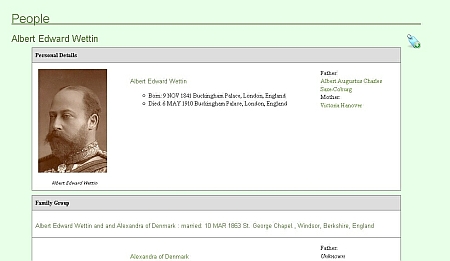 People
Albert Edward Wettin
Personal Details
Albert Edward Wettin
Born: 9 NOV 1841 Buckingham Palace, London, England
Died: 6 MAY 1910 Buckingham Palace, London, England
Father:
Albert Augustus Charles
Saxe-Coburg
Mother:
Victoria Hanover
Albert Edward Wettin
Family Group
Albert Edward Wettin and and Alexandra of Denmark : married: 10 MAR 1863 St. George Chapel , Windsor, Berkshire, England
Alexandra of Denmark
Father:
Unknown